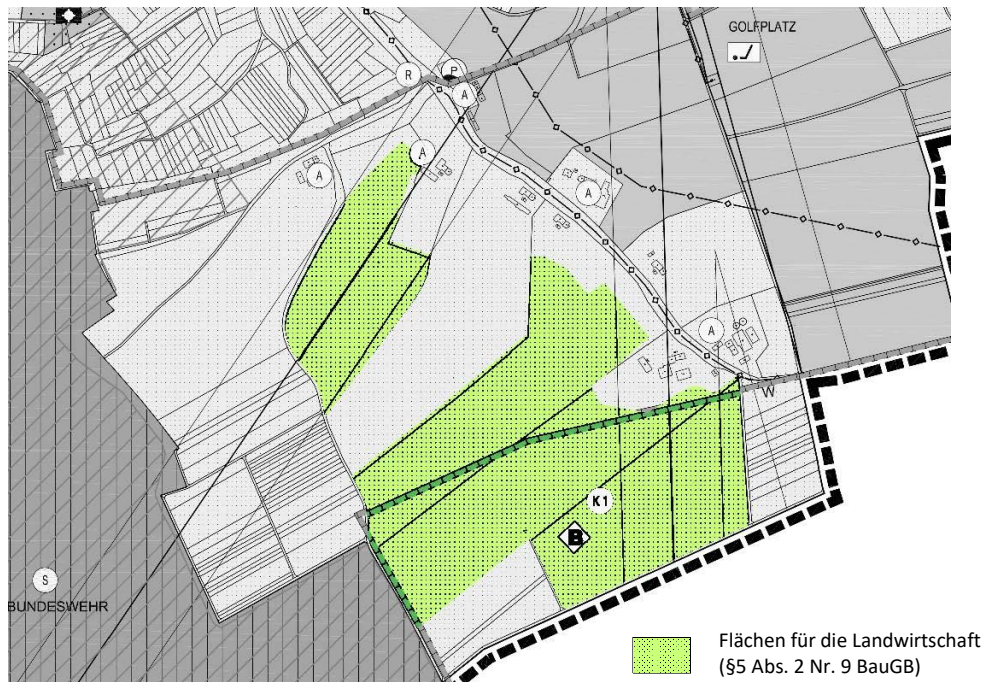 GOLFPLATZ
R
P
A
A
A
A
A
W
K1
B
S
BUNDESWEHR
Flächen für die Landwirtschaft
(§5 Abs. 2 Nr. 9 BauGB)